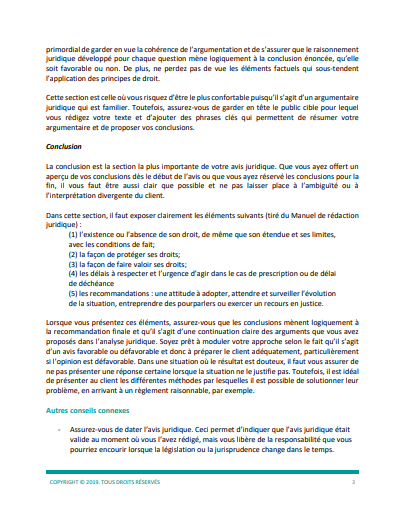 primordial de garder en vue la cohérence de l'argumentation et de s'assurer que le raisonnement
juridique développé pour chaque question mène logiquement à la conclusion énoncée, qu'elle
soit favorable ou non. De plus, ne perdez pas de vue les éléments factuels qui sous-tendent
l'application des principes de droit.
Cette section est celle où vous risquez d'être le plus confortable puisqu'il s'agit d'un argumentaire
juridique qui est familier. Toutefois, assurez-vous de garder en tête le public cible pour lequel
vous rédigez votre texte et d'ajouter des phrases clés qui permettent de résumer votre
argumentaire et de proposer vos conclusions.
Conclusion
La conclusion est la section la plus importante de votre avis juridique. Que vous ayez offert un
aperçu de vos conclusions dès le début de l'avis ou que vous ayez réservé les conclusions pour la
fin, il vous faut être aussi clair que possible et ne pas laisser place à l'ambiguïté ou à
l'interprétation divergente du client.
Dans cette section, il faut exposer clairement les éléments suivants (tiré du Manuel de rédaction
juridique) :
(1) l'existence ou l'absence de son droit, de même que son étendue et ses limites,
avec les conditions de fait;
(2) la façon de protéger ses droits;
(3) la façon de faire valoir ses droits;
(4) les délais à respecter et l'urgence d'agir dans le cas de prescription ou de délai
de déchéance
(5) les recommandations : une attitude à adopter, attendre et surveiller l'évolution
de la situation, entreprendre des pourparlers ou exercer un recours en justice.
Lorsque vous présentez ces éléments, assurez-vous que les conclusions mènent logiquement à
la recommandation finale et qu'il s'agit d'une continuation claire des arguments que vous avez
proposés dans l'analyse juridique. Soyez prêt à moduler votre approche selon le fait qu'il s'agit
d'un avis favorable ou défavorable et donc à préparer le client adéquatement, particulièrement
si l'opinion est défavorable. Dans une situation où le résultat est douteux, il faut vous assurer de
ne pas présenter une réponse certaine lorsque la situation ne le justifie pas. Toutefois, il est idéal
de présenter au client les différentes méthodes par lesquelles il est possible de solutionner leur
problème, en arrivant à un règlement raisonnable, par exemple.
Autres conseils connexes
- Assurez-vous de dater l'avis juridique. Ceci permet d'indiquer que l'avis juridique était
valide au moment où vous l'avez rédigé, mais vous libère de la responsabilité que vous
pourriez encourir lorsque la législation ou la jurisprudence change dans le temps.
COPYRIGHT © 2019. TOUS DROITS RÉSERVÉS 3